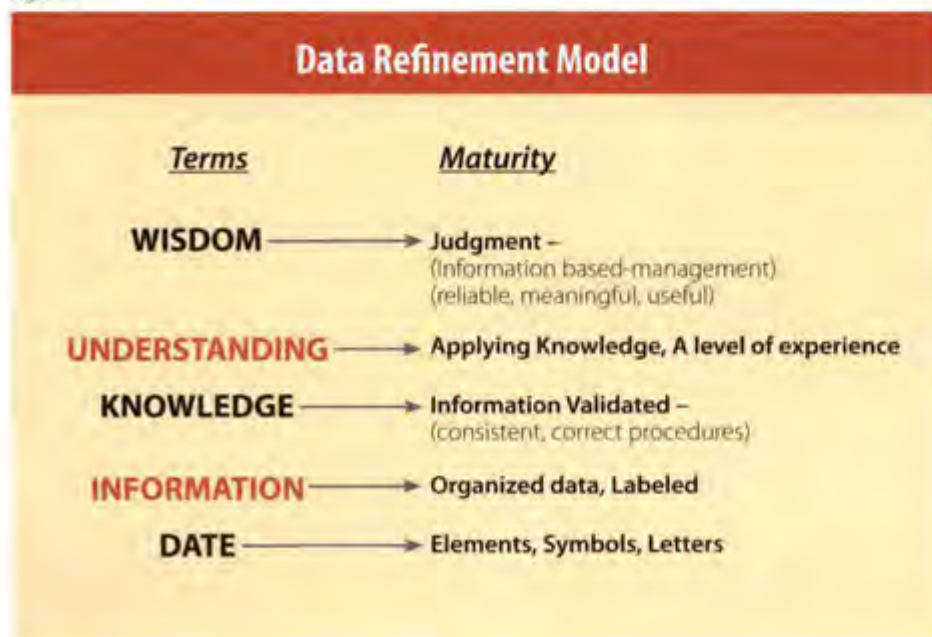 Data Refinement Model
Terms Maturity
WISDOM Judgment –
(Information based-management)
(reliable, meaningful, useful)
UNDERSTANDING Applying Knowledge, A level of experience
KNOWLEDGE Information Validated –
(consistent, correct procedures)
INFORMATION Organized data, Labeled
DATE Elements, Symbols, Letters